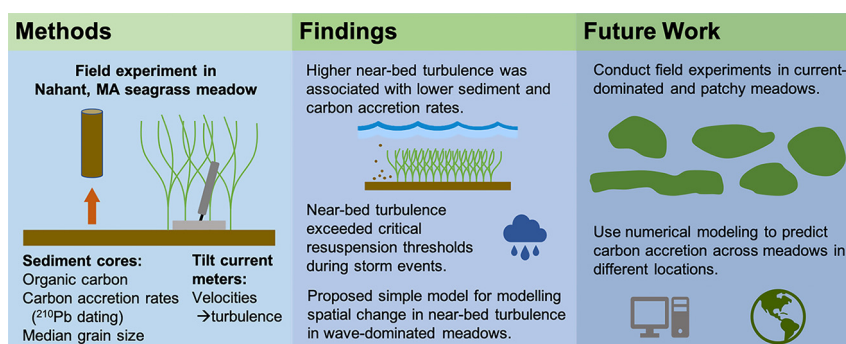 Methods
Field experiment in
Nahant, MA seagrass meadow
Sediment cores:
Organic carbon
Carbon accretion rates
(²¹⁰Pb dating)
Median grain size
Tilt current
meters:
Velocities
→turbulence
Findings
Higher near-bed turbulence was
associated with lower sediment and
carbon accretion rates.
Near-bed turbulence
exceeded critical
resuspension thresholds
during storm events.
Proposed simple model for modelling
spatial change in near-bed turbulence
in wave-dominated meadows.
Future Work
Conduct field experiments in current-
dominated and patchy meadows.
Use numerical modeling to predict
carbon accretion across meadows in
different locations.